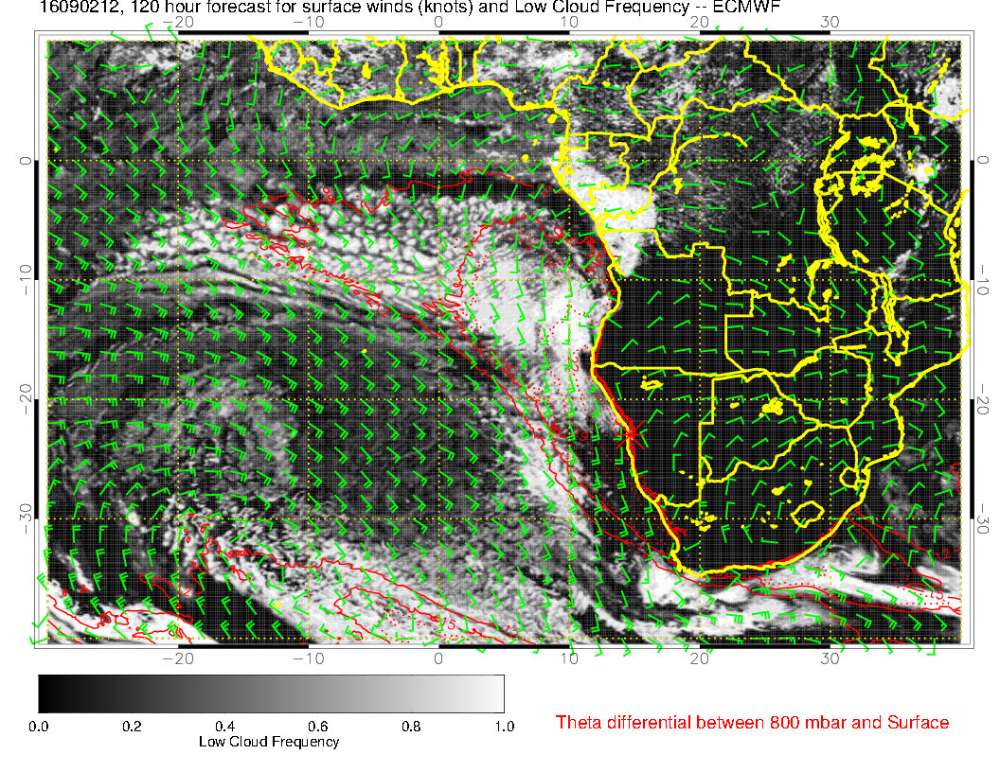 16090212, 120 hour forecast for surface winds (knots) and Low Cloud Frequency -- ECMWF
−20 −10 0 10 20 30
0 0
−10 −10
−20 −20
−30 −30
−20 −10 0 10 20 30
0.0 0.2 0.4 0.6 0.8 1.0
Low Cloud Frequency
Theta differential between 800 mbar and Surface